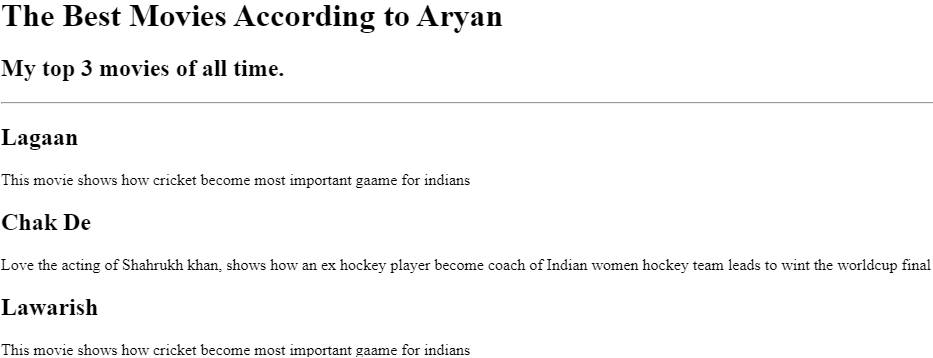 The Best Movies According to Aryan
My top 3 movies of all time.
Lagaan
This movie shows how cricket become most important gaame for indians
Chak De
Love the acting of Shahrukh khan, shows how an ex hockey player become coach of Indian women hockey team leads to wint the worldcup final
Lawarish
This movie shows how cricket become most important gaame for indians